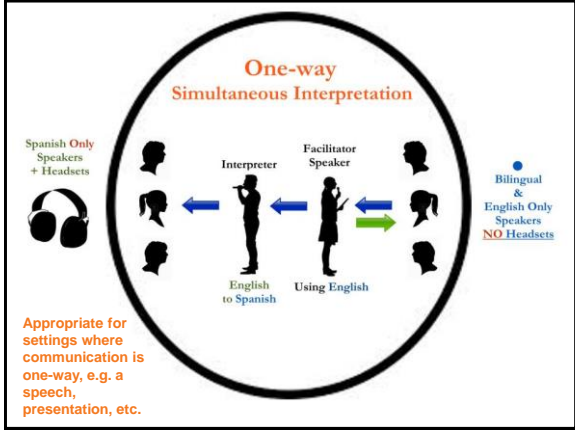 One-way
Simultaneous Interpretation
Spanish Only
Speakers
+ Headsets
Interpreter
Facilitator
Speaker
Bilingual
&
English Only
Speakers
NO Headsets
English
to Spanish
Using English
Appropriate for
settings where
communication is
one-way, e.g. a
speech,
presentation, etc.